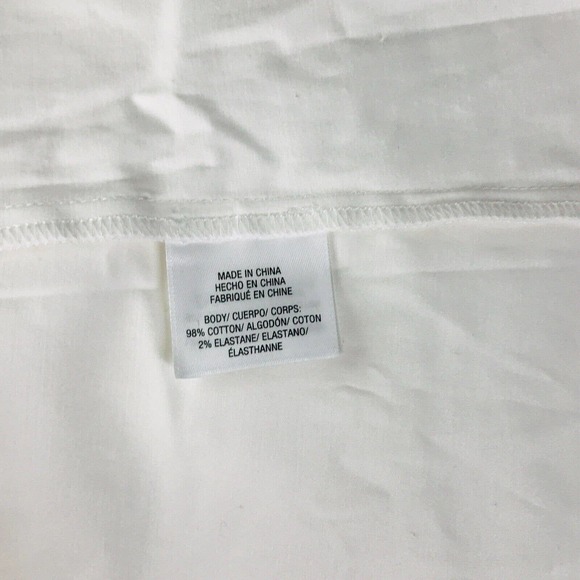 MADE IN CHINA
HECHO EN CHINA
FABRIQUÉ EN CHINE
BODY/ CUERPO/ CORPS:
98% COTTON/ ALGODÓN/ COTON
2% ELASTANE/ ELASTANO/
ÉLASTHANNE